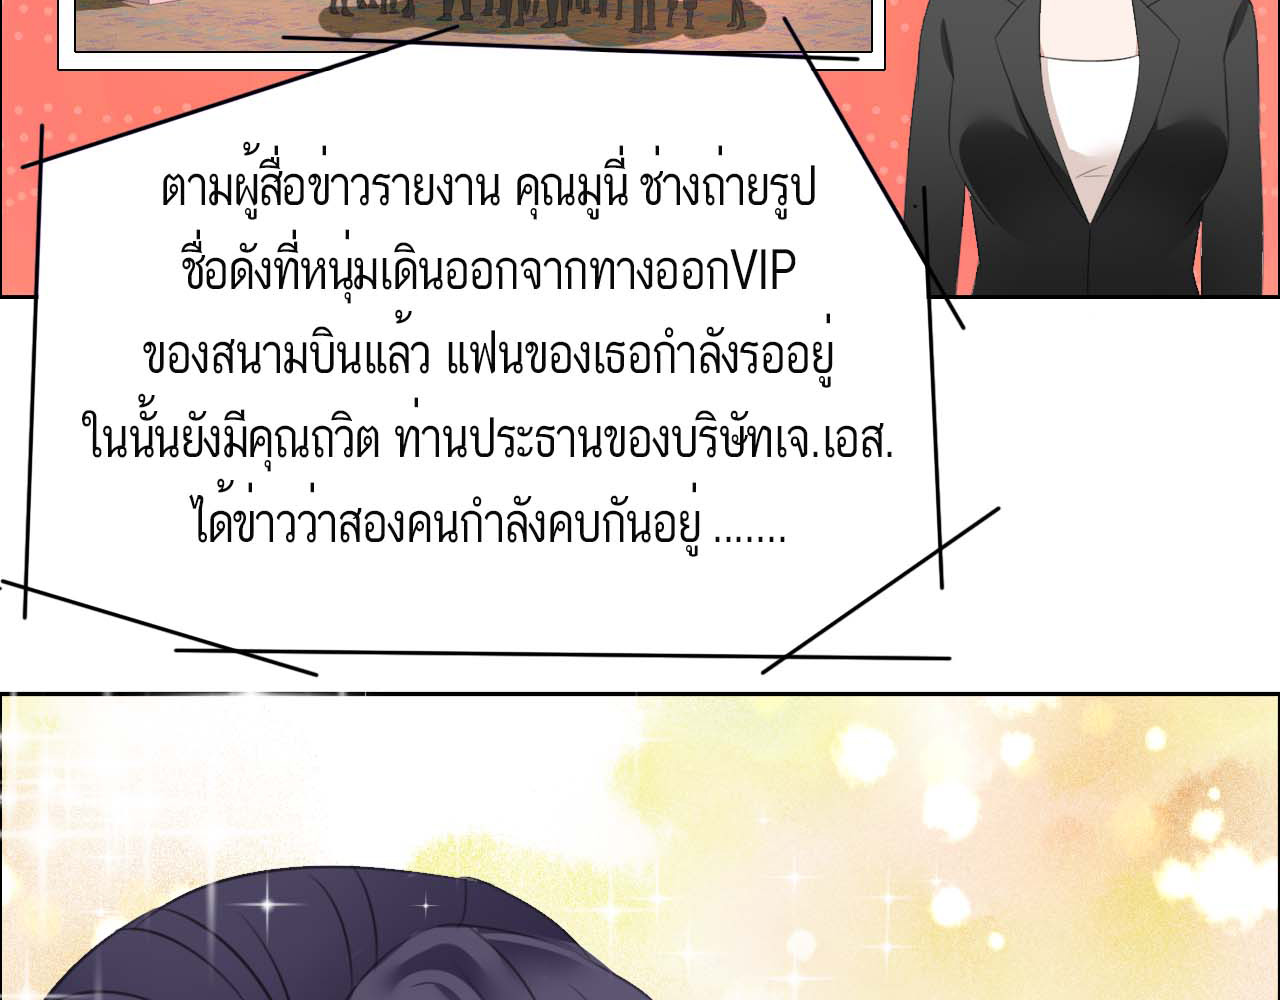 ตามผู้สื่อข่าวรายงาน คุณมูนี่ ช่างถ่ายรูป
ชื่อดังที่หนุ่มเดินออกจากทางออกVIP
ของสนามบินแล้ว แฟนของเธอกำลังรออยู่
ในนั้นยังมีคุณถวิต ท่านประธานของบริษัทเจ.เอส.
ได้ข่าวว่าสองคนกำลังคบกันอยู่ .......